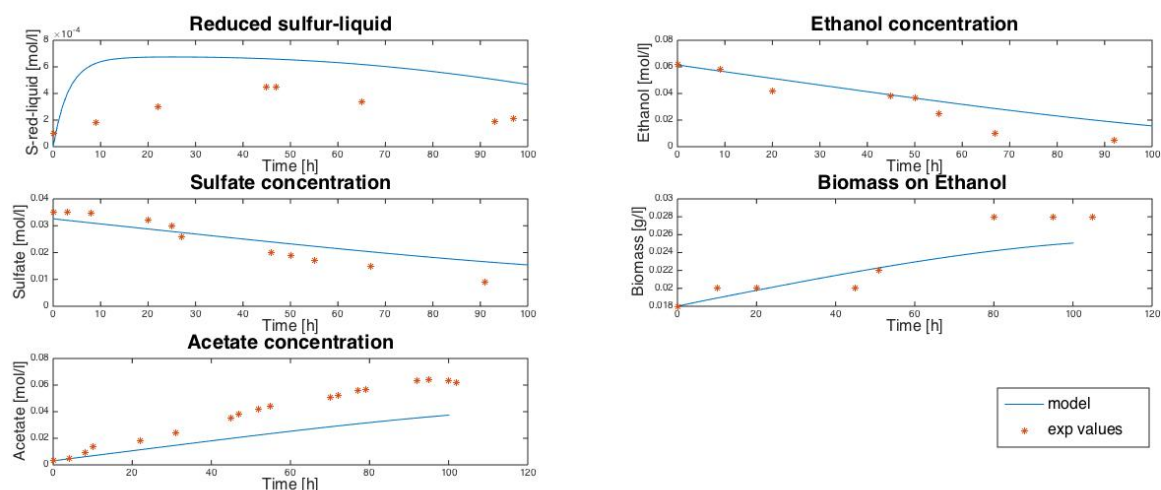 Reduced sulfur-liquid
×10-4
S-red-liquid [mol/l]
8
6
4
2
0
0 10 20 30 40 50 60 70 80 90 100
Time [h]
Ethanol concentration
Ethanol [mol/l]
0.08
0.06
0.04
0.02
0
0 10 20 30 40 50 60 70 80 90 100
Time [h]
Sulfate concentration
Sulfate [mol/l]
0.04
0.03
0.02
0.01
0
0 10 20 30 40 50 60 70 80 90 100
Time [h]
Biomass on Ethanol
Biomass [g/l]
0.03
0.028
0.026
0.024
0.022
0.02
0.018
0 20 40 60 80 100 120
Time [h]
Acetate concentration
Acetate [mol/l]
0.08
0.06
0.04
0.02
0
0 20 40 60 80 100 120
Time [h]
model
exp values